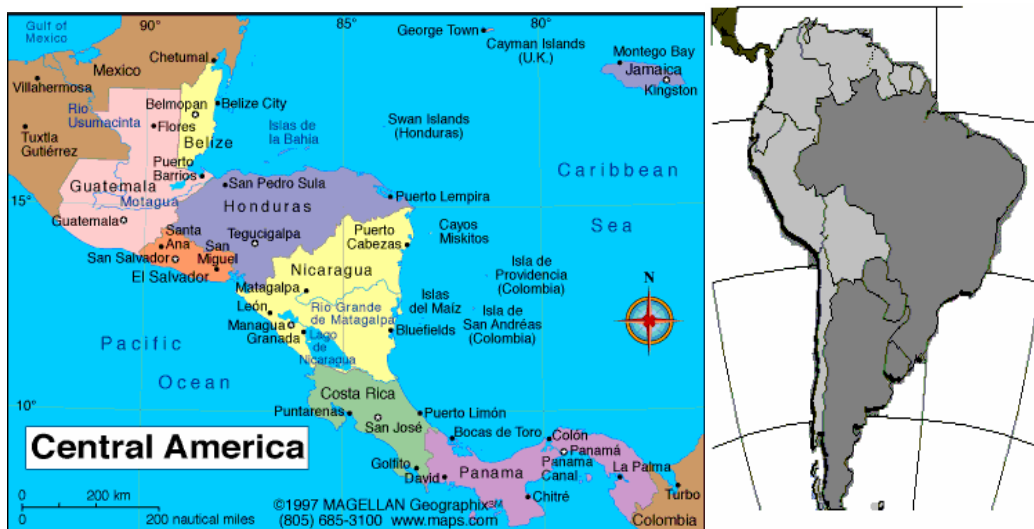 90°
85°
80°
Gulf of
Mexico
George Town
Cayman Islands
(U.K.)
Montego Bay
Jamaica
Kingston
Chetumal
Mexico
Villahermosa
Rio
Usumacinta
Belmopan
Belize City
Flores
Belize
Tuxtla
Gutiérrez
Islas de
la Bahía
Swan Islands
(Honduras)
Caribbean
Sea
Puerto
Barrios
Guatemala
Motagua
San Pedro Sula
Puerto Lempira
15°
Honduras
Guatemala
Tegucigalpa
Puerto
Cabezas
Cayos
Miskitos
Santa
Ana
San
Miguel
San Salvador
El Salvador
Nicaragua
Isla de
Providencia
(Colombia)
N
Matagalpa
León
Rio Grande
de Matagalpa
Islas
del Maíz
Isla de
San Andréas
(Colombia)
Managua
Granada
Bluefields
Lago
de
Nicaragua
Pacific
Ocean
Costa Rica
10°
Puntarenas
Puerto Limón
San José
Bocas de Toro
Colón
Panamá
Central America
Golfito
David
Panama
Panama
Canal
La Palma
Chitré
Turbo
Colombia
0 200 km
0 200 nautical miles
©1997 MAGELLAN Geographix℠
(805) 685-3100 www.maps.com